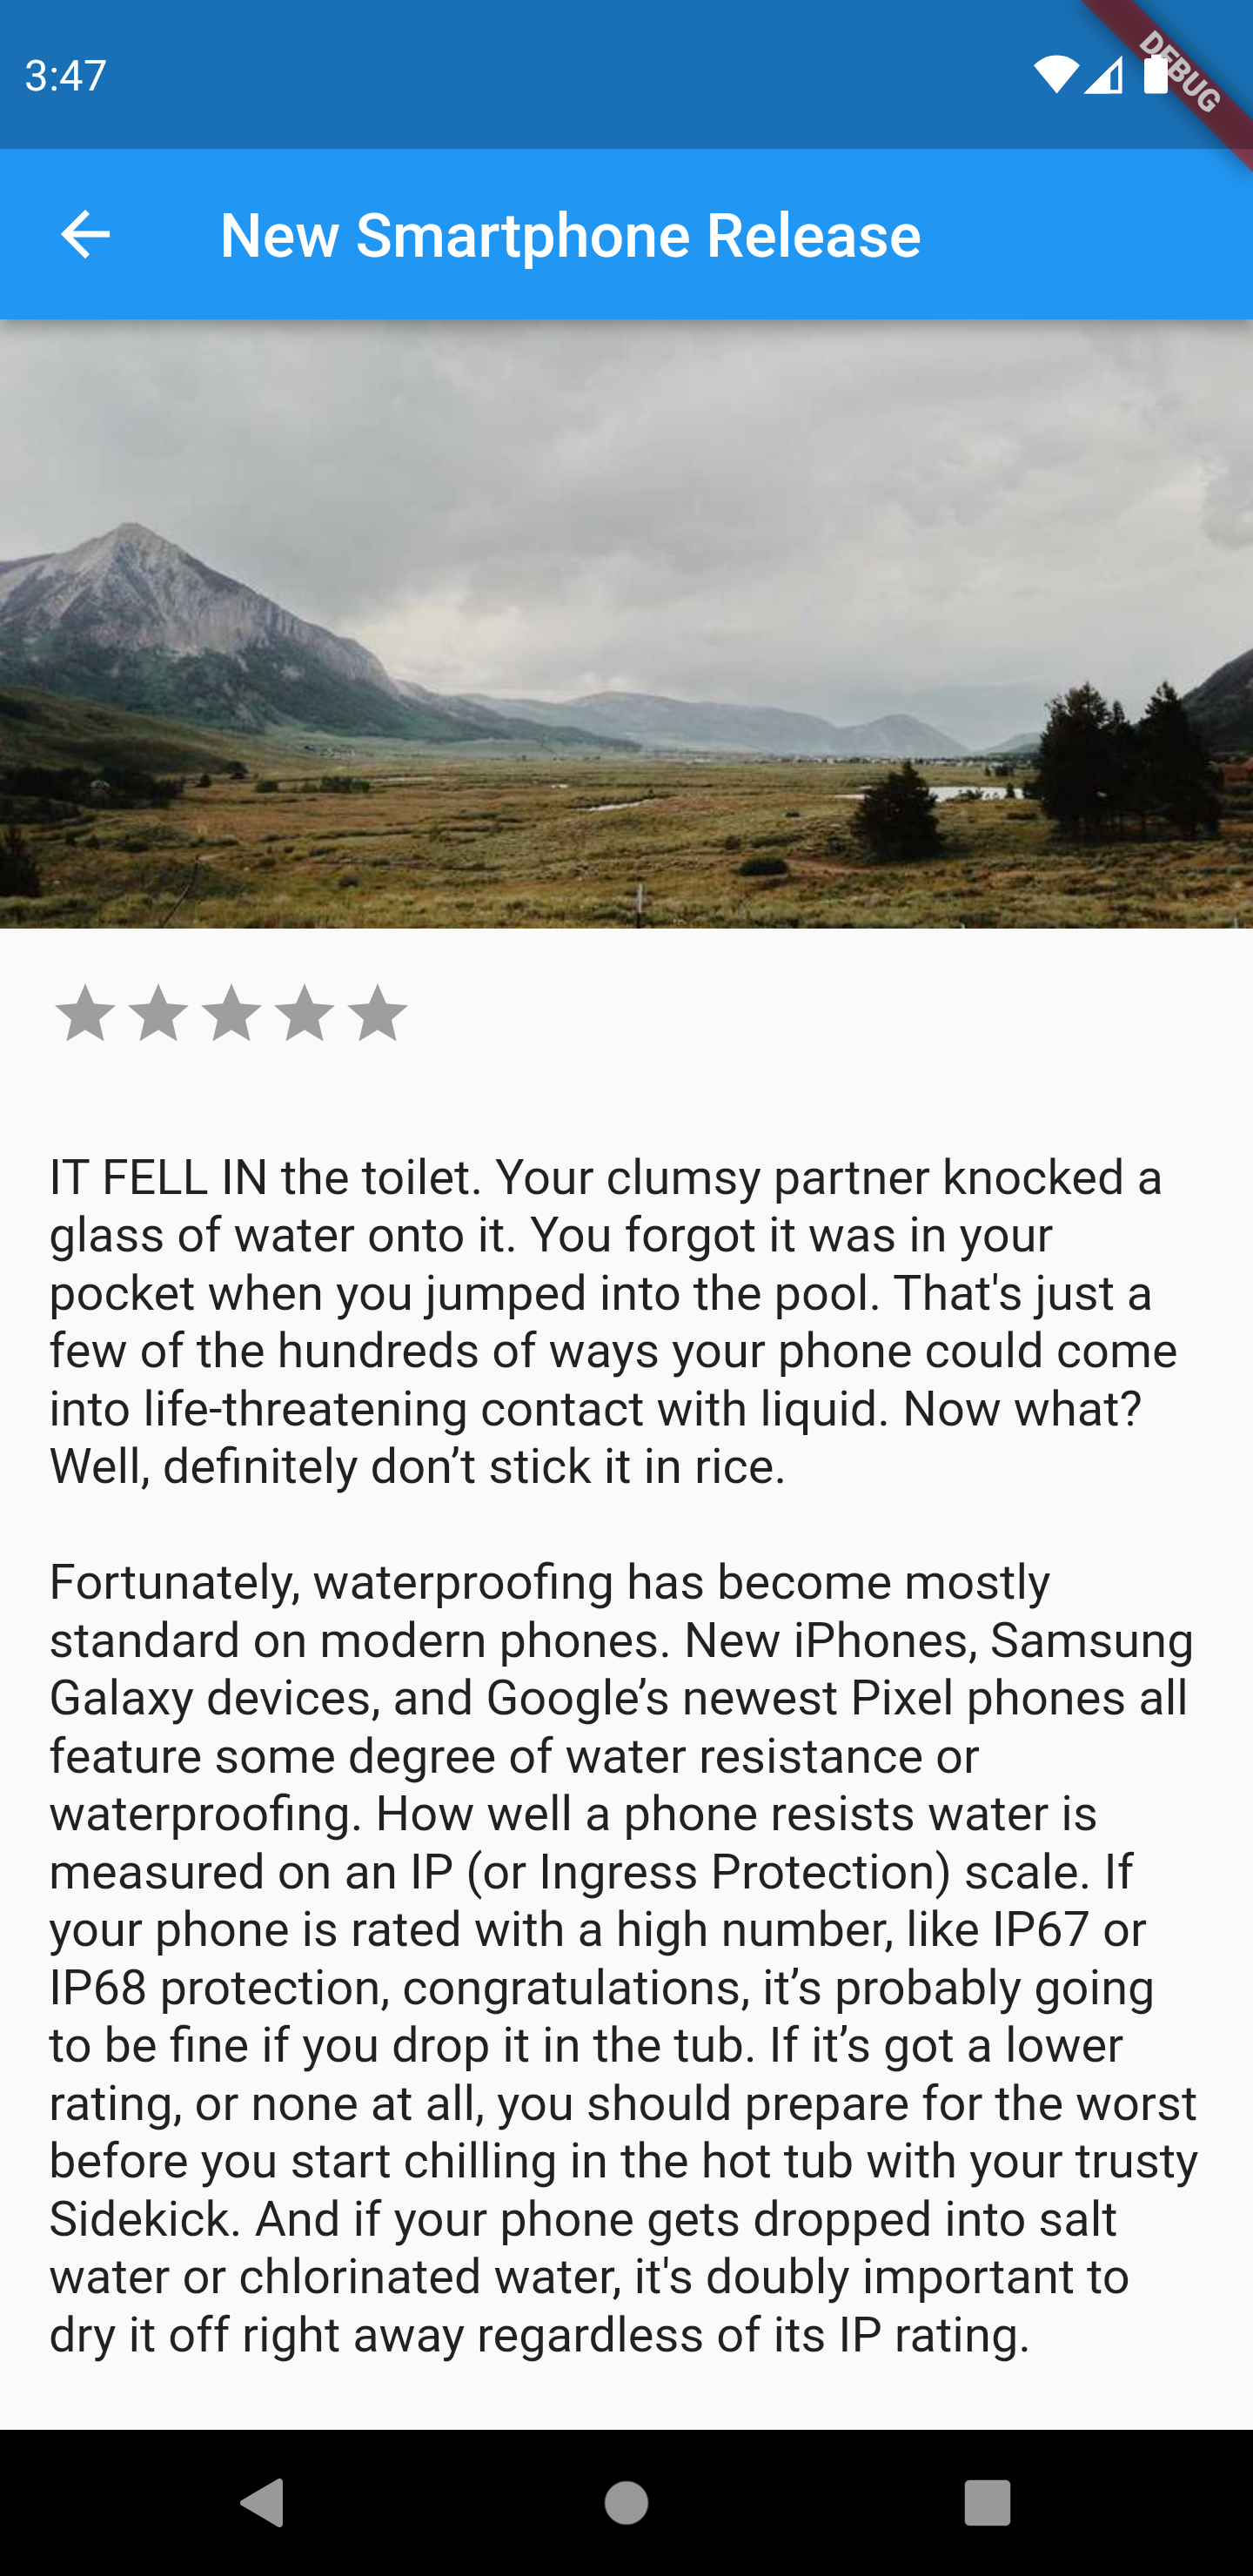 3:47
DEBUG
New Smartphone Release
IT FELL IN the toilet. Your clumsy partner knocked a
glass of water onto it. You forgot it was in your
pocket when you jumped into the pool. That's just a
few of the hundreds of ways your phone could come
into life-threatening contact with liquid. Now what?
Well, definitely don’t stick it in rice.
Fortunately, waterproofing has become mostly
standard on modern phones. New iPhones, Samsung
Galaxy devices, and Google’s newest Pixel phones all
feature some degree of water resistance or
waterproofing. How well a phone resists water is
measured on an IP (or Ingress Protection) scale. If
your phone is rated with a high number, like IP67 or
IP68 protection, congratulations, it’s probably going
to be fine if you drop it in the tub. If it’s got a lower
rating, or none at all, you should prepare for the worst
before you start chilling in the hot tub with your trusty
Sidekick. And if your phone gets dropped into salt
water or chlorinated water, it's doubly important to
dry it off right away regardless of its IP rating.